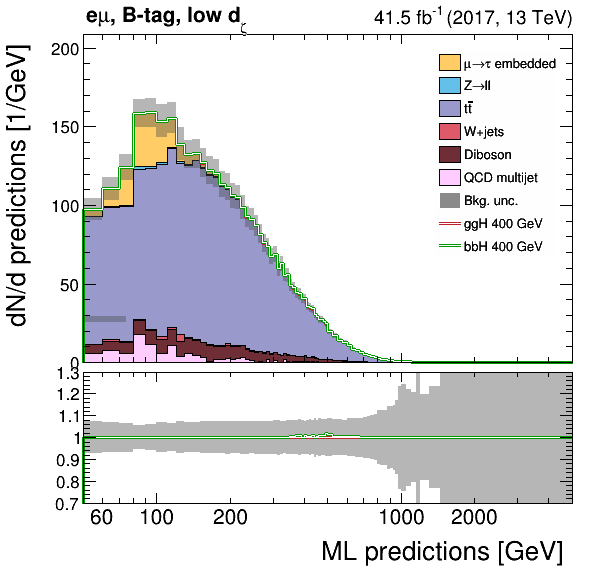 eμ, B-tag, low dζ
41.5 fb⁻¹ (2017, 13 TeV)
dN/d predictions [1/GeV]
200
150
100
50
0
μ→τ embedded
Z→ll
tt̅
W+jets
Diboson
QCD multijet
Bkg. unc.
ggH 400 GeV
bbH 400 GeV
1.3
1.2
1.1
1
0.9
0.8
0.7
60 100 200 1000 2000
ML predictions [GeV]